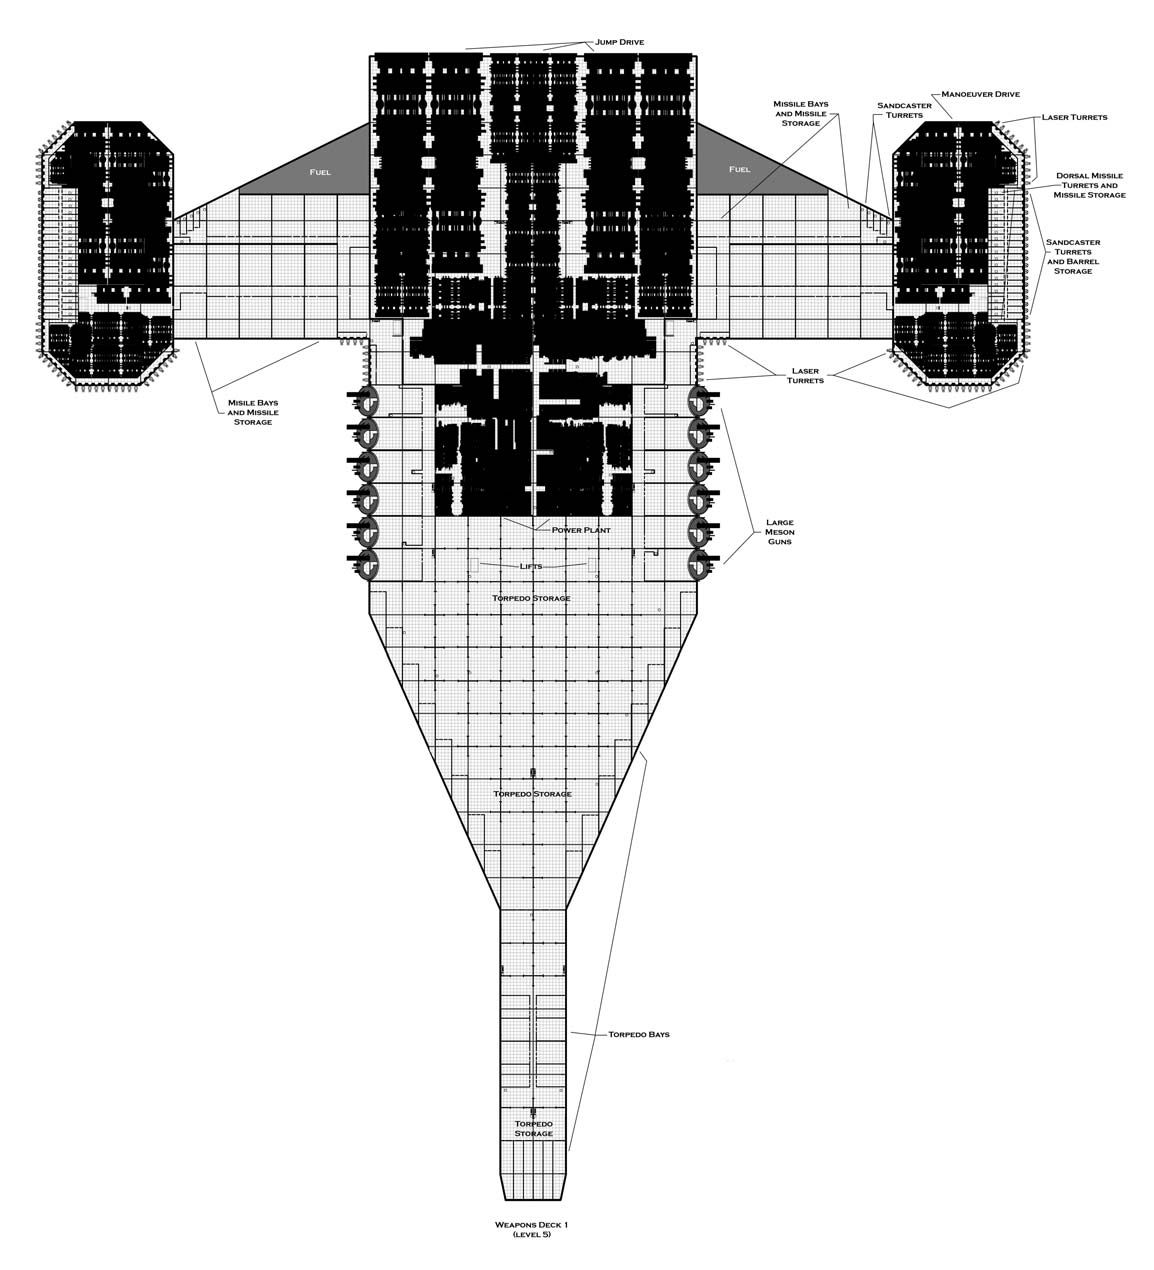 Jump Drive
Manoeuver Drive
Missile Bays
and Missile
Storage
Sandcaster
Turrets
Laser Turrets
Fuel
Fuel
Dorsal Missile
Turrets and
Missile Storage
Sandcaster
Turrets
and Barrel
Storage
Laser
Turrets
Misile Bays
and Missile
Storage
Large
Meson
Guns
Power Plant
Lifts
Torpedo Storage
Torpedo Storage
Torpedo Bays
Torpedo
Storage
Weapons Deck 1
(level 5)